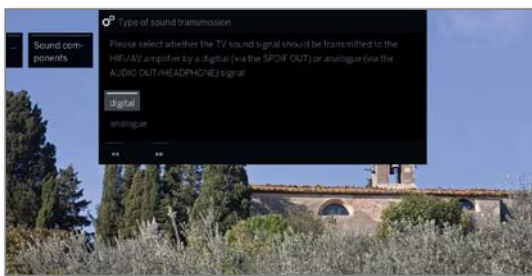 Type of sound transmission
... Sound com-
ponents
Please select whether the TV sound signal should be transmitted to the
HiFi/AV amplifier by a digital (via the SPDIF OUT) or analogue (via the
AUDIO OUT/HEADPHONE) signal.
digital
analogue